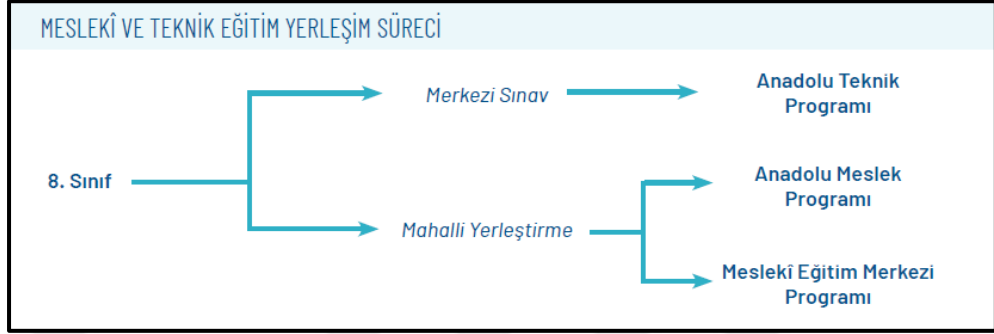 MESLEKÎ VE TEKNİK EĞİTİM YERLEŞİM SÜRECİ
8. Sınıf
Merkezi Sınav
Anadolu Teknik
Programı
Mahalli Yerleştirme
Anadolu Meslek
Programı
Meslekî Eğitim Merkezi
Programı